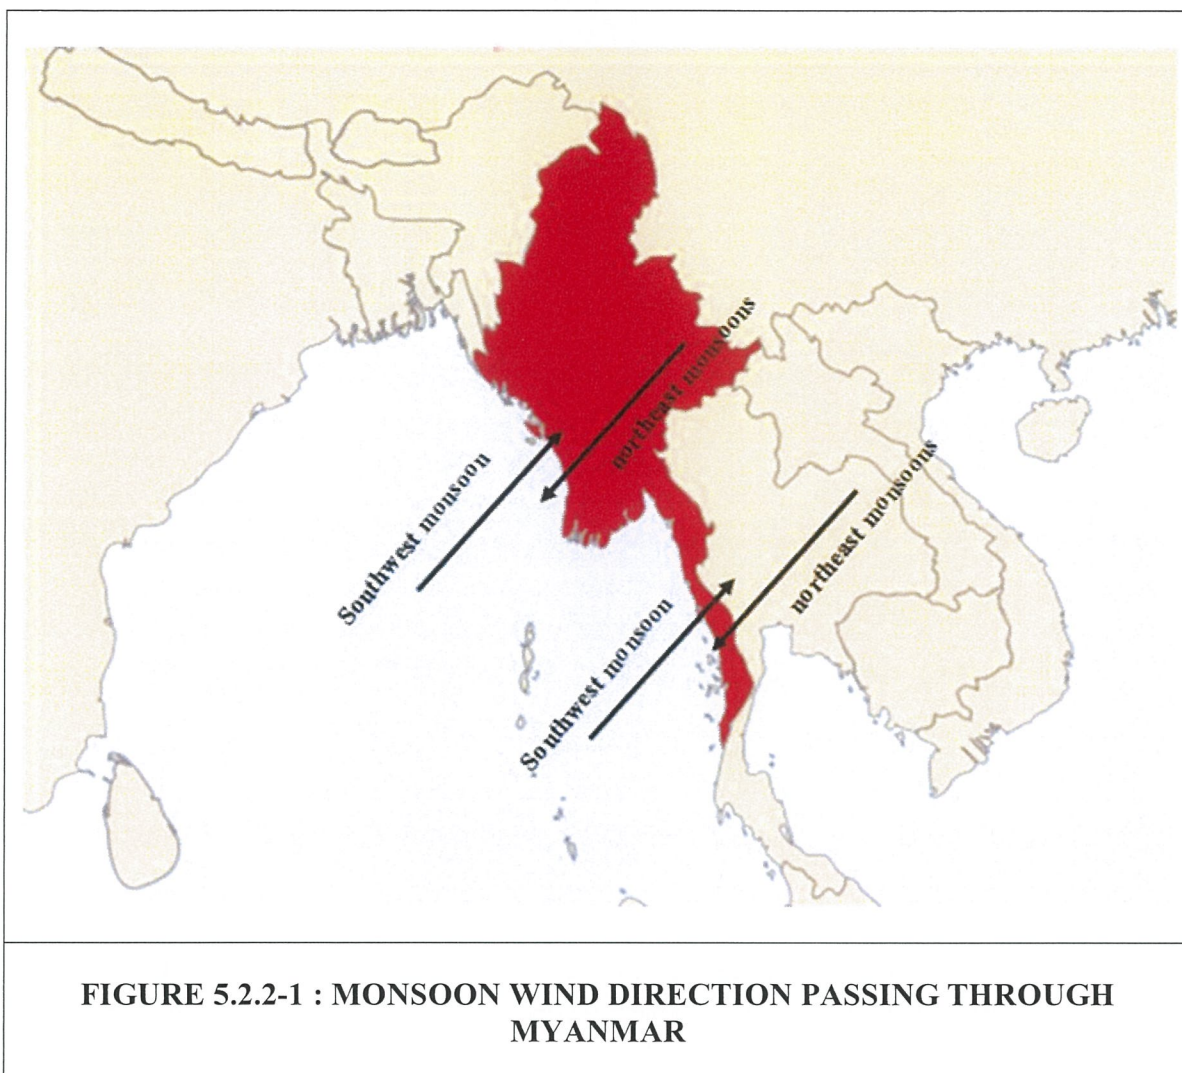 northeast monsoons
Southwest monsoon
northeast monsoons
Southwest monsoon
FIGURE 5.2.2-1 : MONSOON WIND DIRECTION PASSING THROUGH
MYANMAR